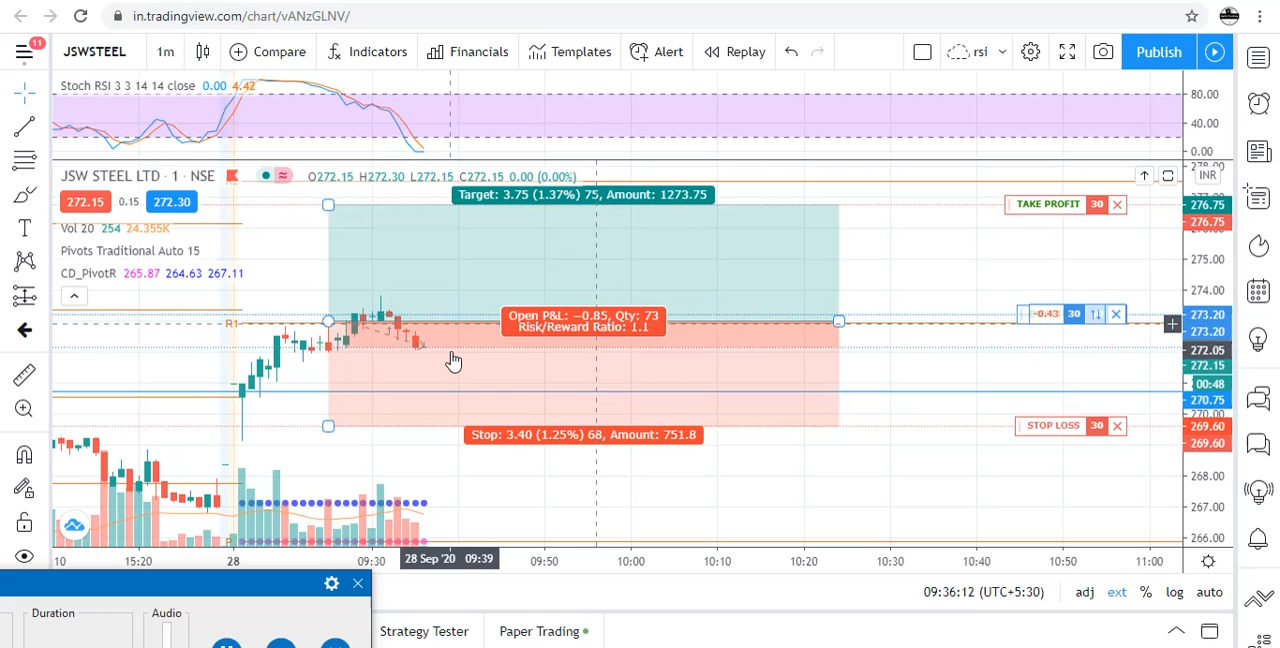 in.tradingview.com/chart/vANzGLNV/
11
JSWSTEEL 1m Compare Indicators Financials Templates Alert Replay rsi Publish
Stoch RSI 3 3 14 14 close 0.00 4.42
80.00
40.00
0.00
JSW STEEL LTD · 1 · NSE O272.15 H272.30 L272.15 C272.15 0.00 (0.00%)
INR
278.00
Target: 3.75 (1.37%) 75, Amount: 1273.75
272.15 0.15 272.30
TAKE PROFIT 30
276.75
276.75
Vol 20 254 24.355K
Pivots Traditional Auto 15
275.00
CD_PivotR 265.87 264.63 267.11
274.00
Open P&L: −0.85, Qty: 73
Risk/Reward Ratio: 1.1
−0.43 30
273.20
273.20
R1
272.05
272.15
00:48
270.75
270.00
Stop: 3.40 (1.25%) 68, Amount: 751.8
STOP LOSS 30
269.60
269.60
268.00
267.00
266.00
P
:10 15:20 28 09:30 28 Sep '20 09:39 09:50 10:00 10:10 10:20 10:30 10:40 10:50 11:00
09:36:12 (UTC+5:30) adj ext % log auto
Duration Audio
Strategy Tester Paper Trading